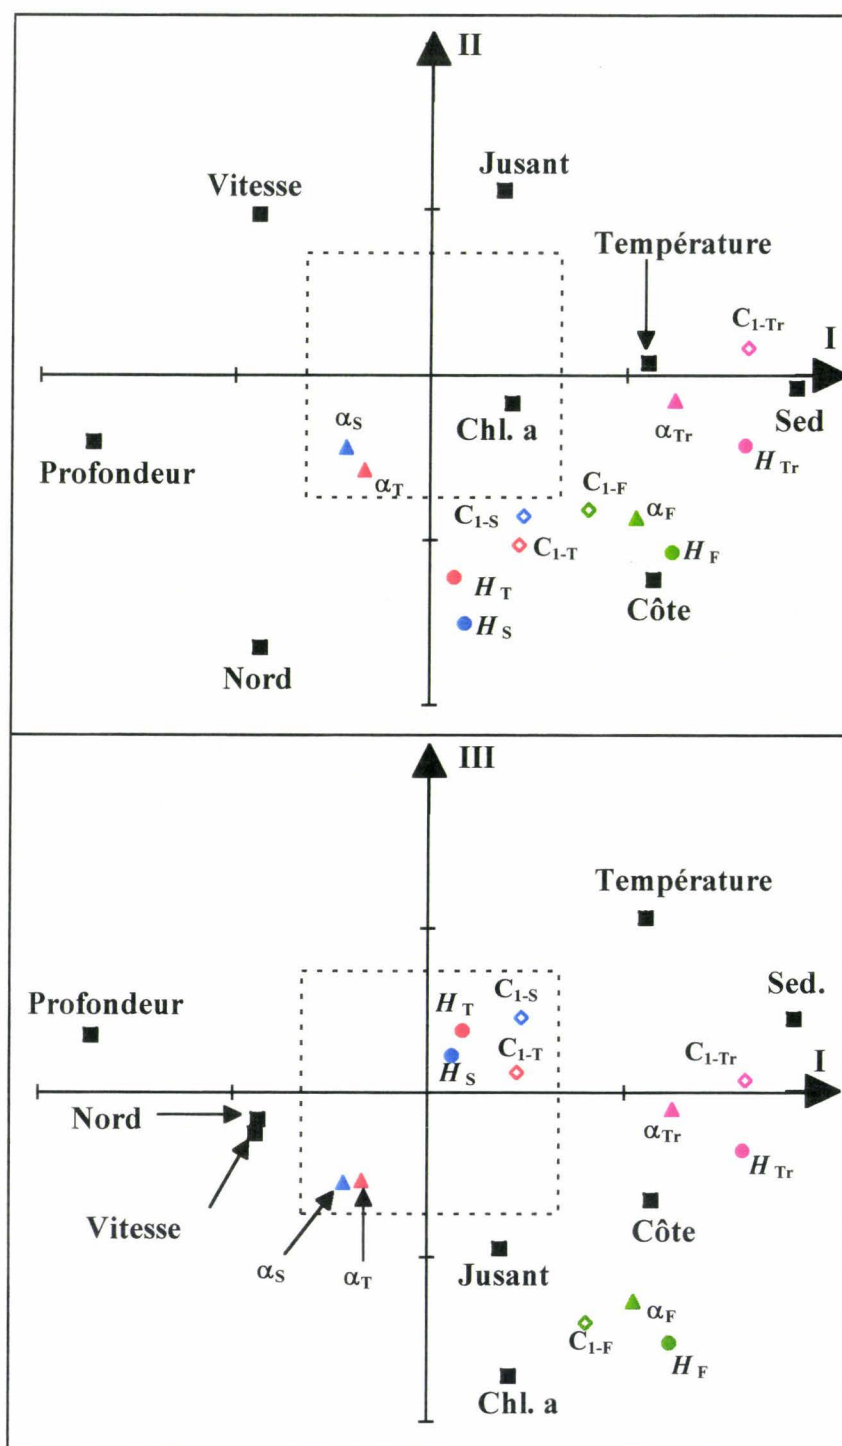 II
Jusant
Vitesse
Température
C1-Tr
I
αS
Chl. a
αTr
Sed
Profondeur
αT
HTr
C1-S
C1-F
αF
C1-T
HF
HT
Côte
HS
Nord
III
Température
Profondeur
HT
C1-S
Sed.
C1-T
C1-Tr
I
HS
Nord
αTr
HTr
Vitesse
Côte
αS
αT
Jusant
αF
C1-F
HF
Chl. a